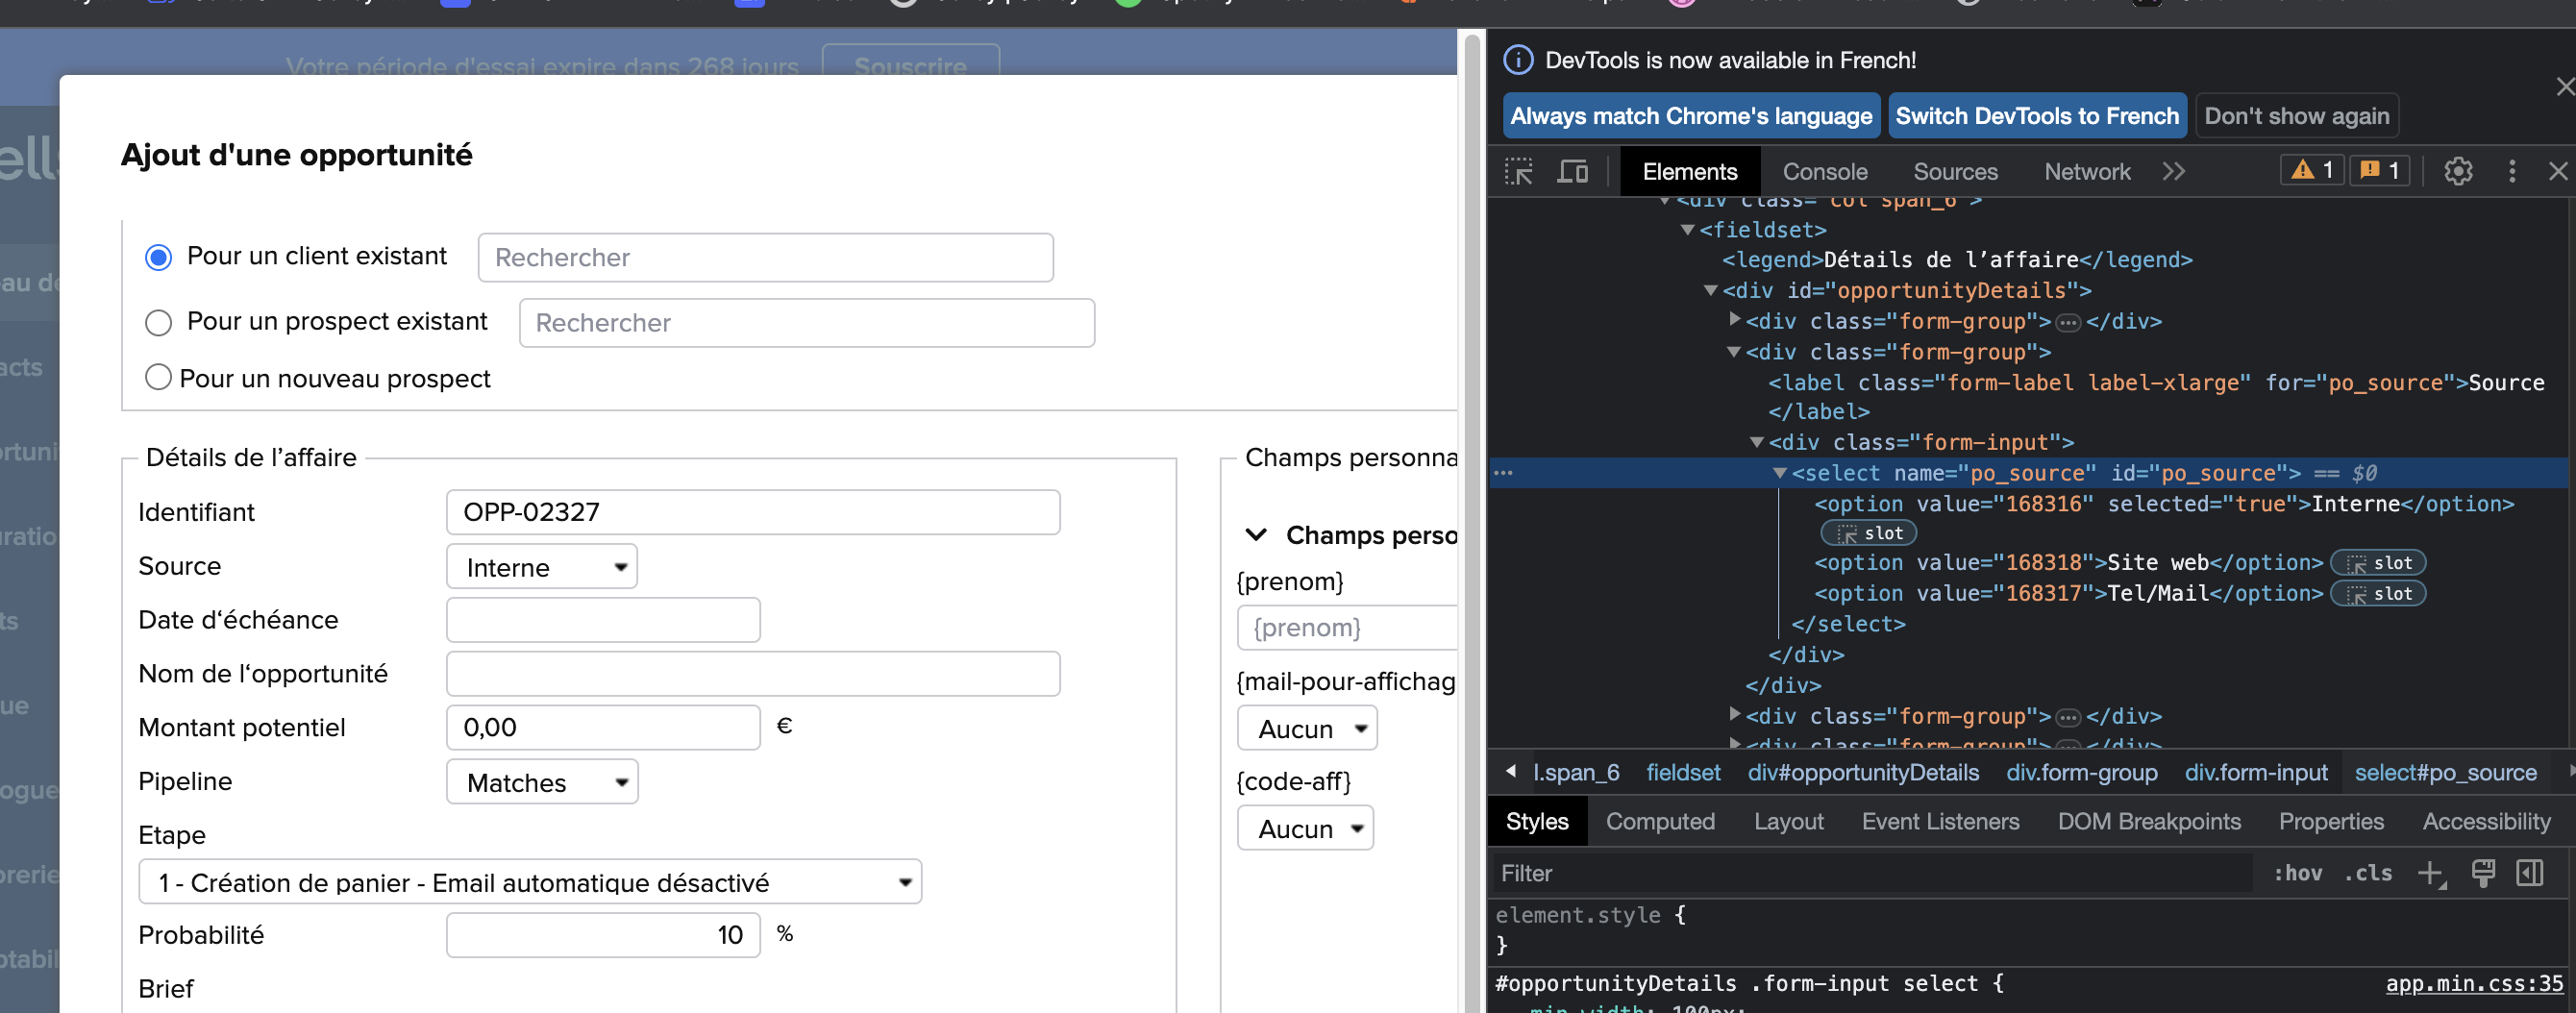 Votre période d'essai expire dans 268 jours
Souscrire
Ajout d'une opportunité
Pour un client existant
Rechercher
Pour un prospect existant
Rechercher
Pour un nouveau prospect
Détails de l’affaire
Identifiant
OPP-02327
Source
Interne
Date d‘échéance
Nom de l‘opportunité
Montant potentiel
0,00
€
Pipeline
Matches
Etape
1 - Création de panier - Email automatique désactivé
Probabilité
10
%
Brief
Champs personna
Champs perso
{prenom}
{prenom}
{mail-pour-affichag
Aucun
{code-aff}
Aucun
DevTools is now available in French!
Always match Chrome's language
Switch DevTools to French
Don't show again
Elements
Console
Sources
Network
1
1
<div class="col span_6">
<fieldset>
<legend>Détails de l’affaire</legend>
<div id="opportunityDetails">
<div class="form-group">…</div>
<div class="form-group">
<label class="form-label label-xlarge" for="po_source">Source
</label>
<div class="form-input">
<select name="po_source" id="po_source"> == $0
<option value="168316" selected="true">Interne</option>
slot
<option value="168318">Site web</option> slot
<option value="168317">Tel/Mail</option> slot
</select>
</div>
</div>
<div class="form-group">…</div>
<div class="form-group">…</div>
l.span_6 fieldset div#opportunityDetails div.form-group div.form-input select#po_source
Styles Computed Layout Event Listeners DOM Breakpoints Properties Accessibility
Filter
:hov .cls
element.style {
}
#opportunityDetails .form-input select {
app.min.css:35
min-width: 100px;